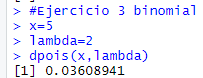 > #Ejercicio 3 binomial
> x=5
> lambda=2
> dpois(x,lambda)
[1] 0.03608941